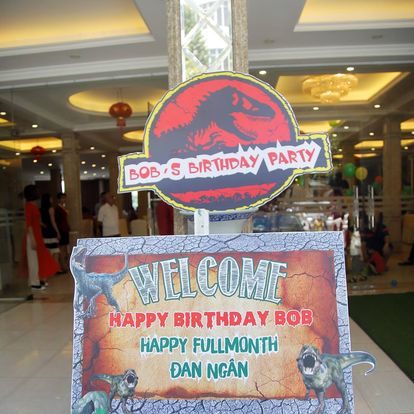 BOB'S BIRTHDAY PARTY
WELCOME
HAPPY BIRTHDAY BOB
HAPPY FULLMONTH
ĐAN NGÂN